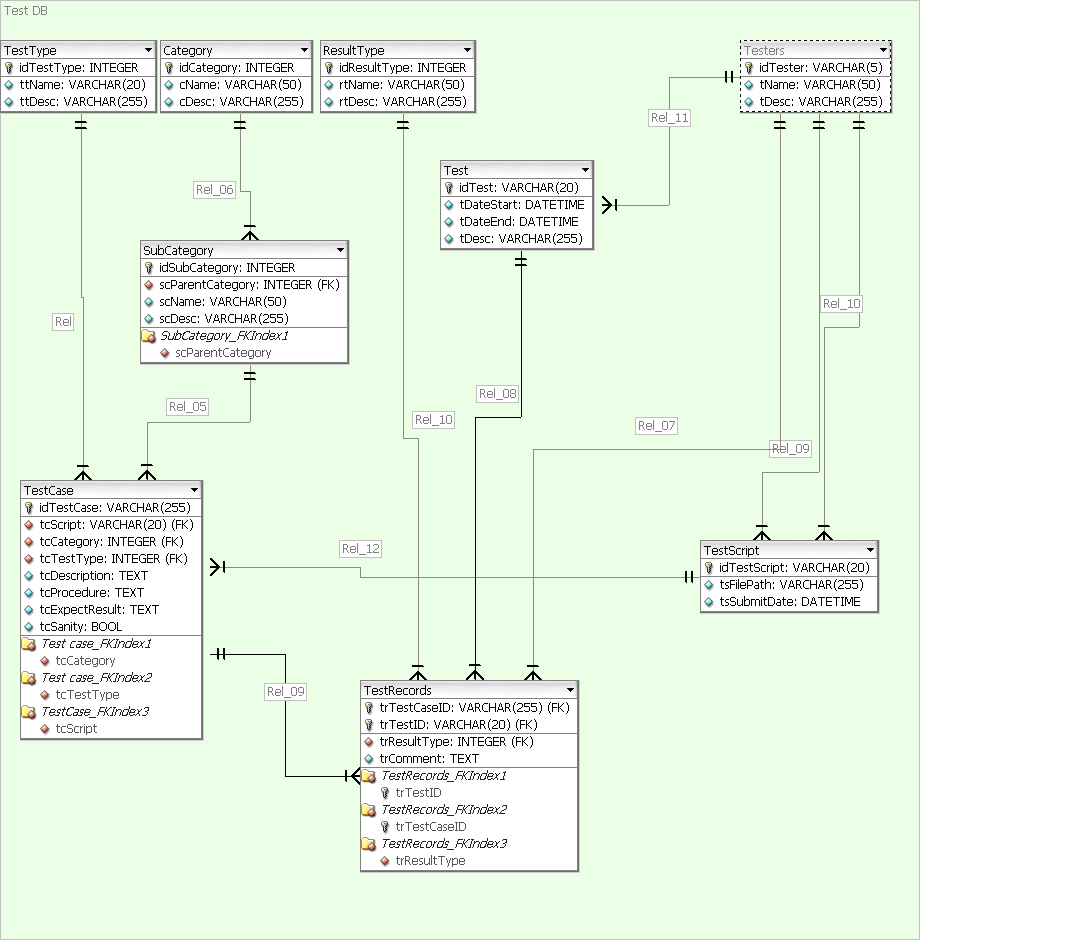 Test DB
TestType
idTestType: INTEGER
ttName: VARCHAR(20)
ttDesc: VARCHAR(255)
Category
idCategory: INTEGER
cName: VARCHAR(50)
cDesc: VARCHAR(255)
ResultType
idResultType: INTEGER
rtName: VARCHAR(50)
rtDesc: VARCHAR(255)
Testers
idTester: VARCHAR(5)
tName: VARCHAR(50)
tDesc: VARCHAR(255)
Rel_11
Test
idTest: VARCHAR(20)
tDateStart: DATETIME
tDateEnd: DATETIME
tDesc: VARCHAR(255)
Rel_06
SubCategory
idSubCategory: INTEGER
scParentCategory: INTEGER (FK)
scName: VARCHAR(50)
scDesc: VARCHAR(255)
SubCategory_FKIndex1
scParentCategory
Rel_10
Rel
Rel_08
Rel_05
Rel_10
Rel_07
Rel_09
TestCase
idTestCase: VARCHAR(255)
tcScript: VARCHAR(20) (FK)
tcCategory: INTEGER (FK)
tcTestType: INTEGER (FK)
tcDescription: TEXT
tcProcedure: TEXT
tcExpectResult: TEXT
tcSanity: BOOL
Test case_FKIndex1
tcCategory
Test case_FKIndex2
tcTestType
TestCase_FKIndex3
tcScript
Rel_12
TestScript
idTestScript: VARCHAR(20)
tsFilePath: VARCHAR(255)
tsSubmitDate: DATETIME
Rel_09
TestRecords
trTestCaseID: VARCHAR(255) (FK)
trTestID: VARCHAR(20) (FK)
trResultType: INTEGER (FK)
trComment: TEXT
TestRecords_FKIndex1
trTestID
TestRecords_FKIndex2
trTestCaseID
TestRecords_FKIndex3
trResultType